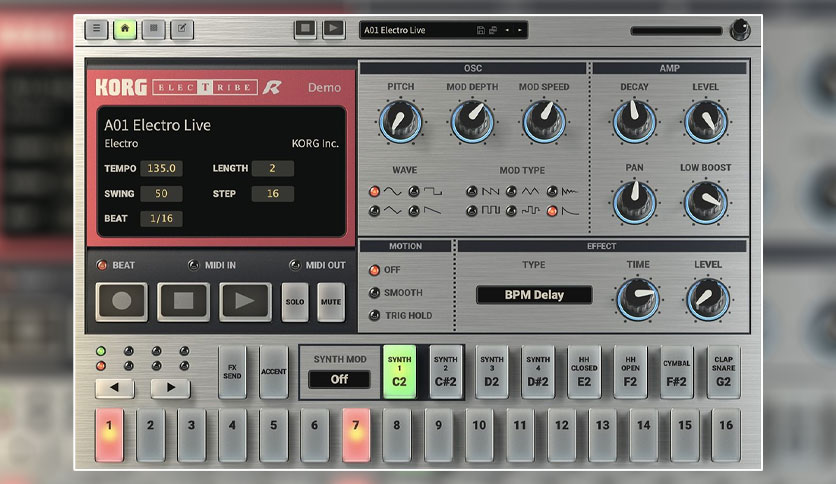 A01 Electro Live
KORG ELECTRIBE R Demo
A01 Electro Live
Electro KORG Inc.
TEMPO 135.0 LENGTH 2
SWING 50 STEP 16
BEAT 1/16
BEAT MIDI IN MIDI OUT
SOLO MUTE
OSC
PITCH MOD DEPTH MOD SPEED
WAVE MOD TYPE
AMP
DECAY LEVEL
PAN LOW BOOST
MOTION
OFF
SMOOTH
TRIG HOLD
EFFECT
TYPE TIME LEVEL
BPM Delay
FX SEND
ACCENT
SYNTH MOD
Off
SYNTH 1 C2
SYNTH 2 C#2
SYNTH 3 D2
SYNTH 4 D#2
HH CLOSED E2
HH OPEN F2
CYMBAL F#2
CLAP SNARE G2
1 2 3 4 5 6 7 8 9 10 11 12 13 14 15 16